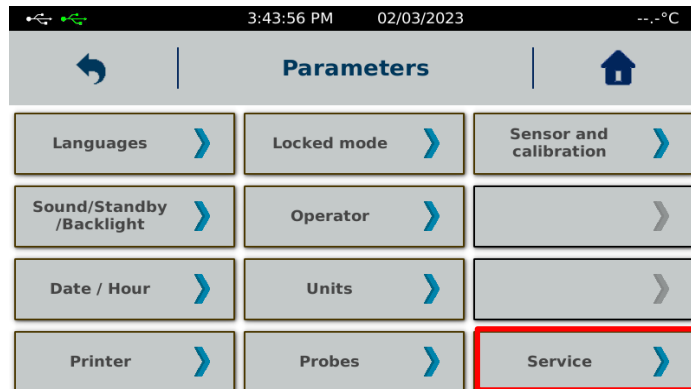 3:43:56 PM 02/03/2023 --.-°C
Parameters
Languages
Locked mode
Sensor and
calibration
Sound/Standby
/Backlight
Operator
Date / Hour
Units
Printer
Probes
Service